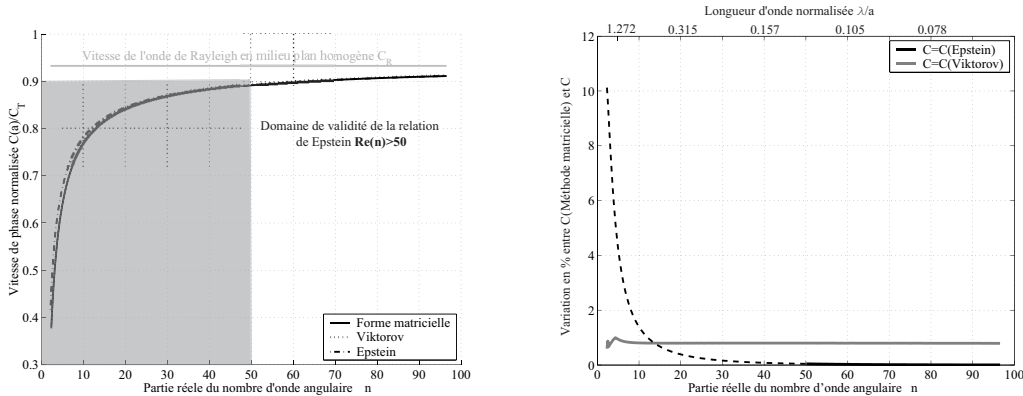 Vitesse de l'onde de Rayleigh en milieu plan homogène C_R
Domaine de validité de la relation
de Epstein Re(n)>50
Vitesse de phase normalisée C(a)/C_T
1
0.9
0.8
0.7
0.6
0.5
0.4
0.3
Forme matricielle
Viktorov
Epstein
0 10 20 30 40 50 60 70 80 90 100
Partie réele du nombre d'onde angulaire n
Longueur d'onde normalisée λ/a
1.272 0.315 0.157 0.105 0.078
C=C(Epstein)
C=C(Viktorov)
Variation en % entre C(Méthode matricielle) et C
12
10
8
6
4
2
0
0 10 20 30 40 50 60 70 80 90 100
Partie réelle du nombre d'onde angulaire n